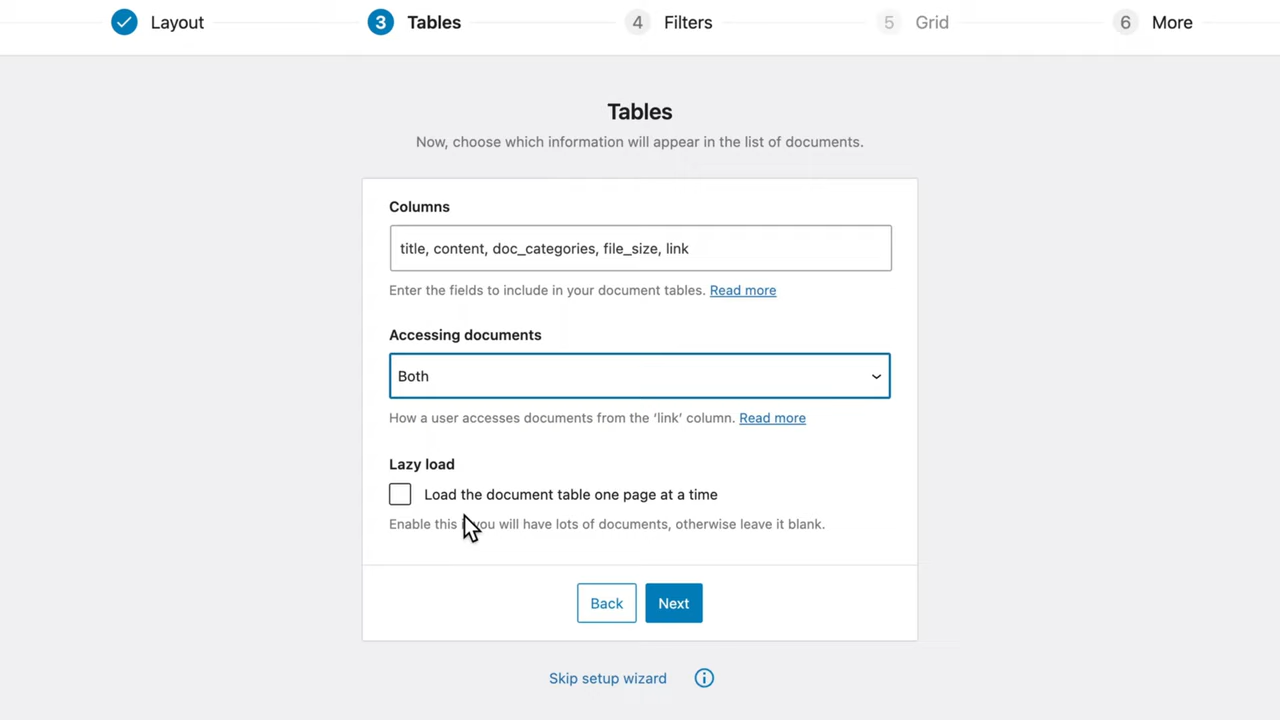 Layout
3 Tables
4 Filters
5 Grid
6 More
Tables
Now, choose which information will appear in the list of documents.
Columns
title, content, doc_categories, file_size, link
Enter the fields to include in your document tables. Read more
Accessing documents
Both
How a user accesses documents from the 'link' column. Read more
Lazy load
Load the document table one page at a time
Enable this you will have lots of documents, otherwise leave it blank.
Back
Next
Skip setup wizard